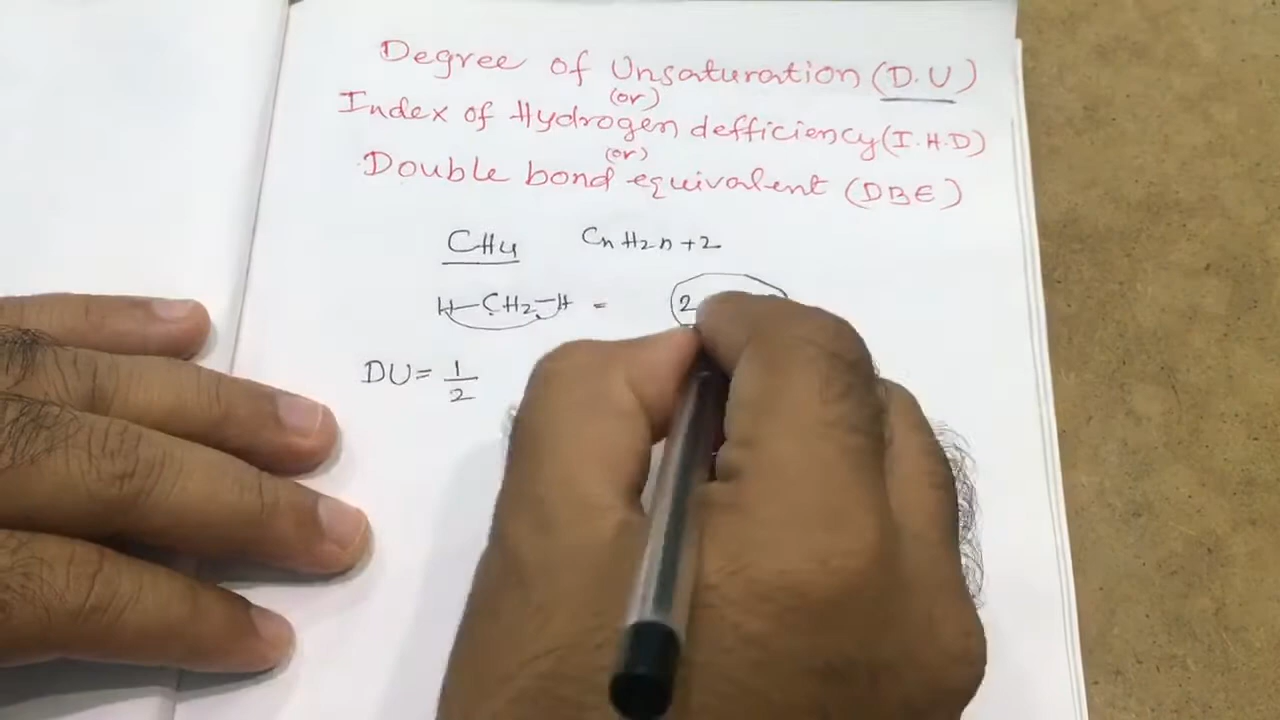 Degree of Unsaturation (D.U)
(or)
Index of Hydrogen defficiency (I.H.D)
(or)
Double bond equivalent (DBE)
CH4 CnH2n+2
H-CH2-H = 2
DU= 1/2